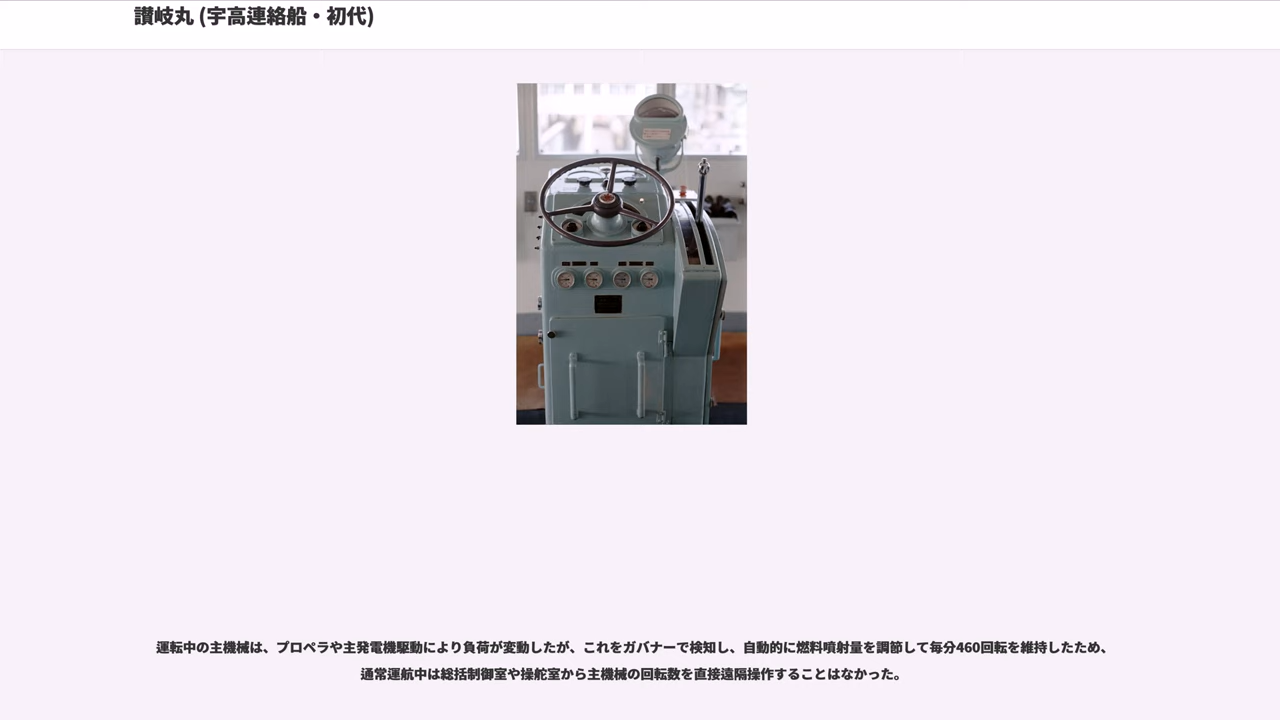 讃岐丸 (宇高連絡船・初代)
運転中の主機械は、プロペラや主発電機駆動により負荷が変動したが、これをガバナーで検知し、自動的に燃料噴射量を調節して毎分460回転を維持したため、
通常運航中は総括制御室や操舵室から主機械の回転数を直接遠隔操作することはなかった。